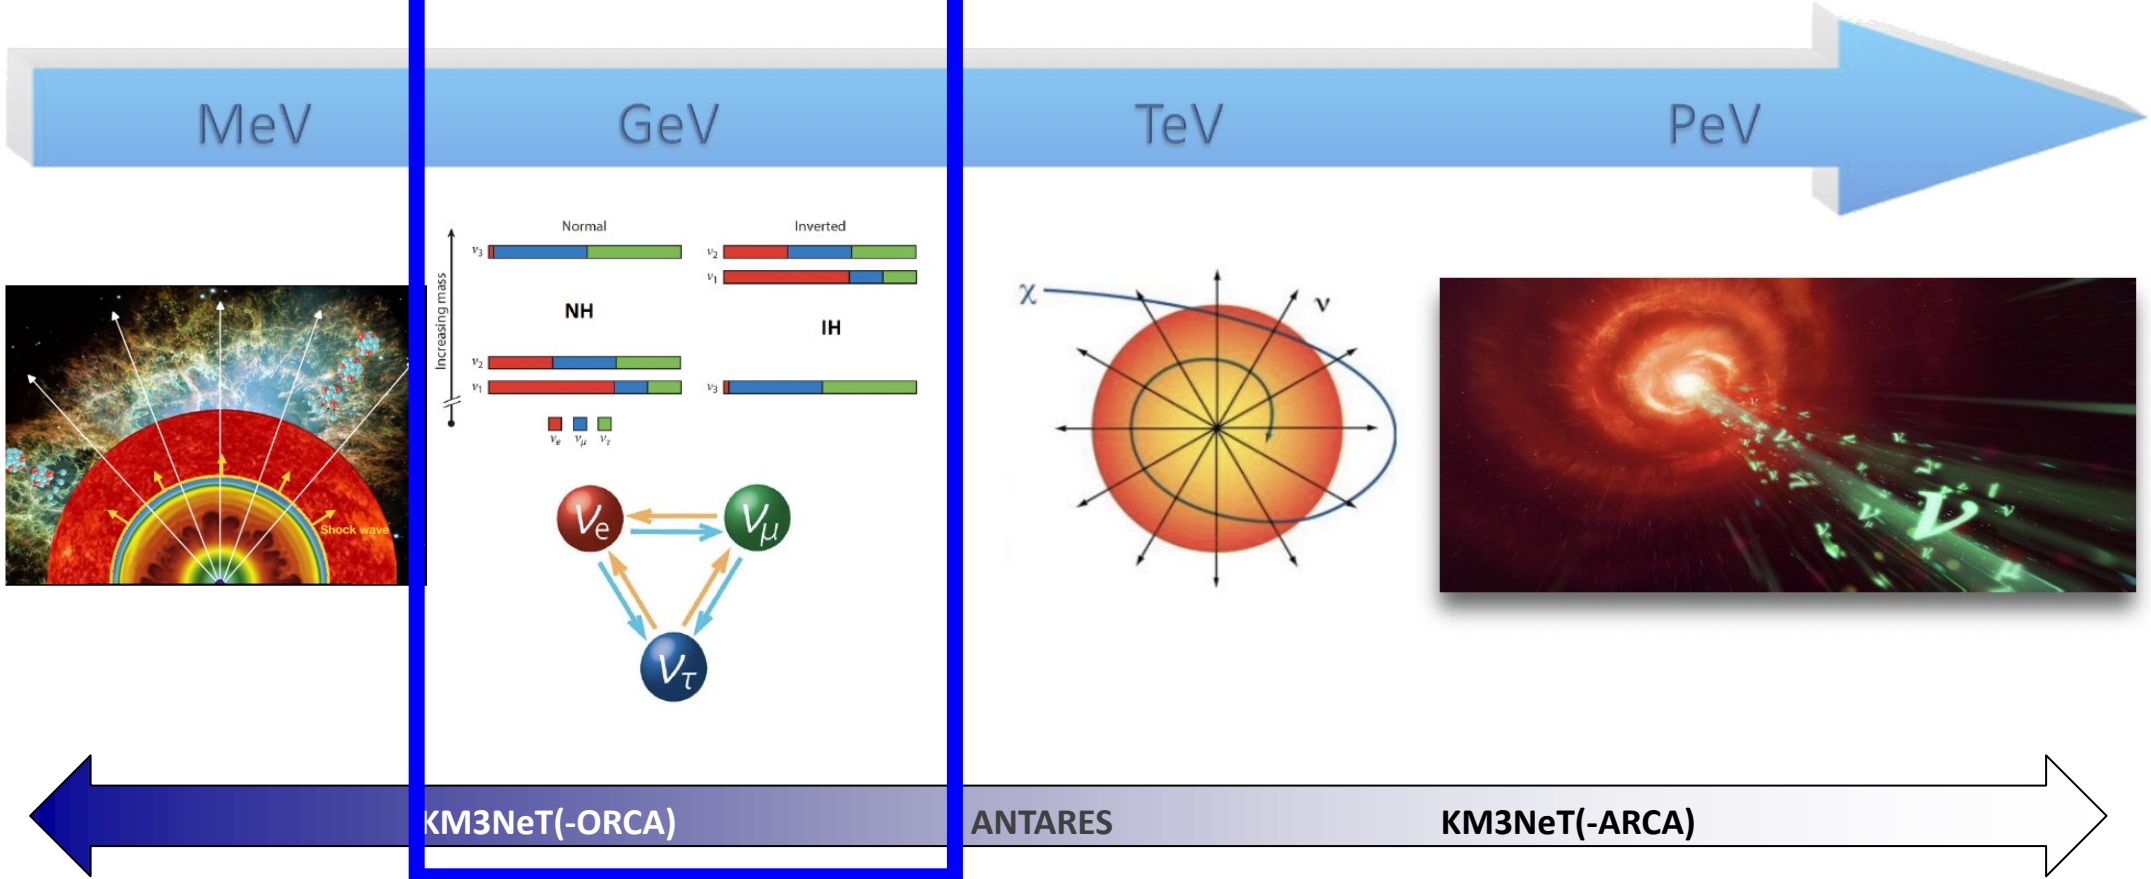 MeV GeV TeV PeV
Normal Inverted
ν3 ν2
ν1
Increasing mass
NH
IH
ν2
ν1 ν3
νe νμ ντ
χ ν
Shock wave
νe νμ
ντ
ν
KM3NeT(-ORCA) ANTARES KM3NeT(-ARCA)